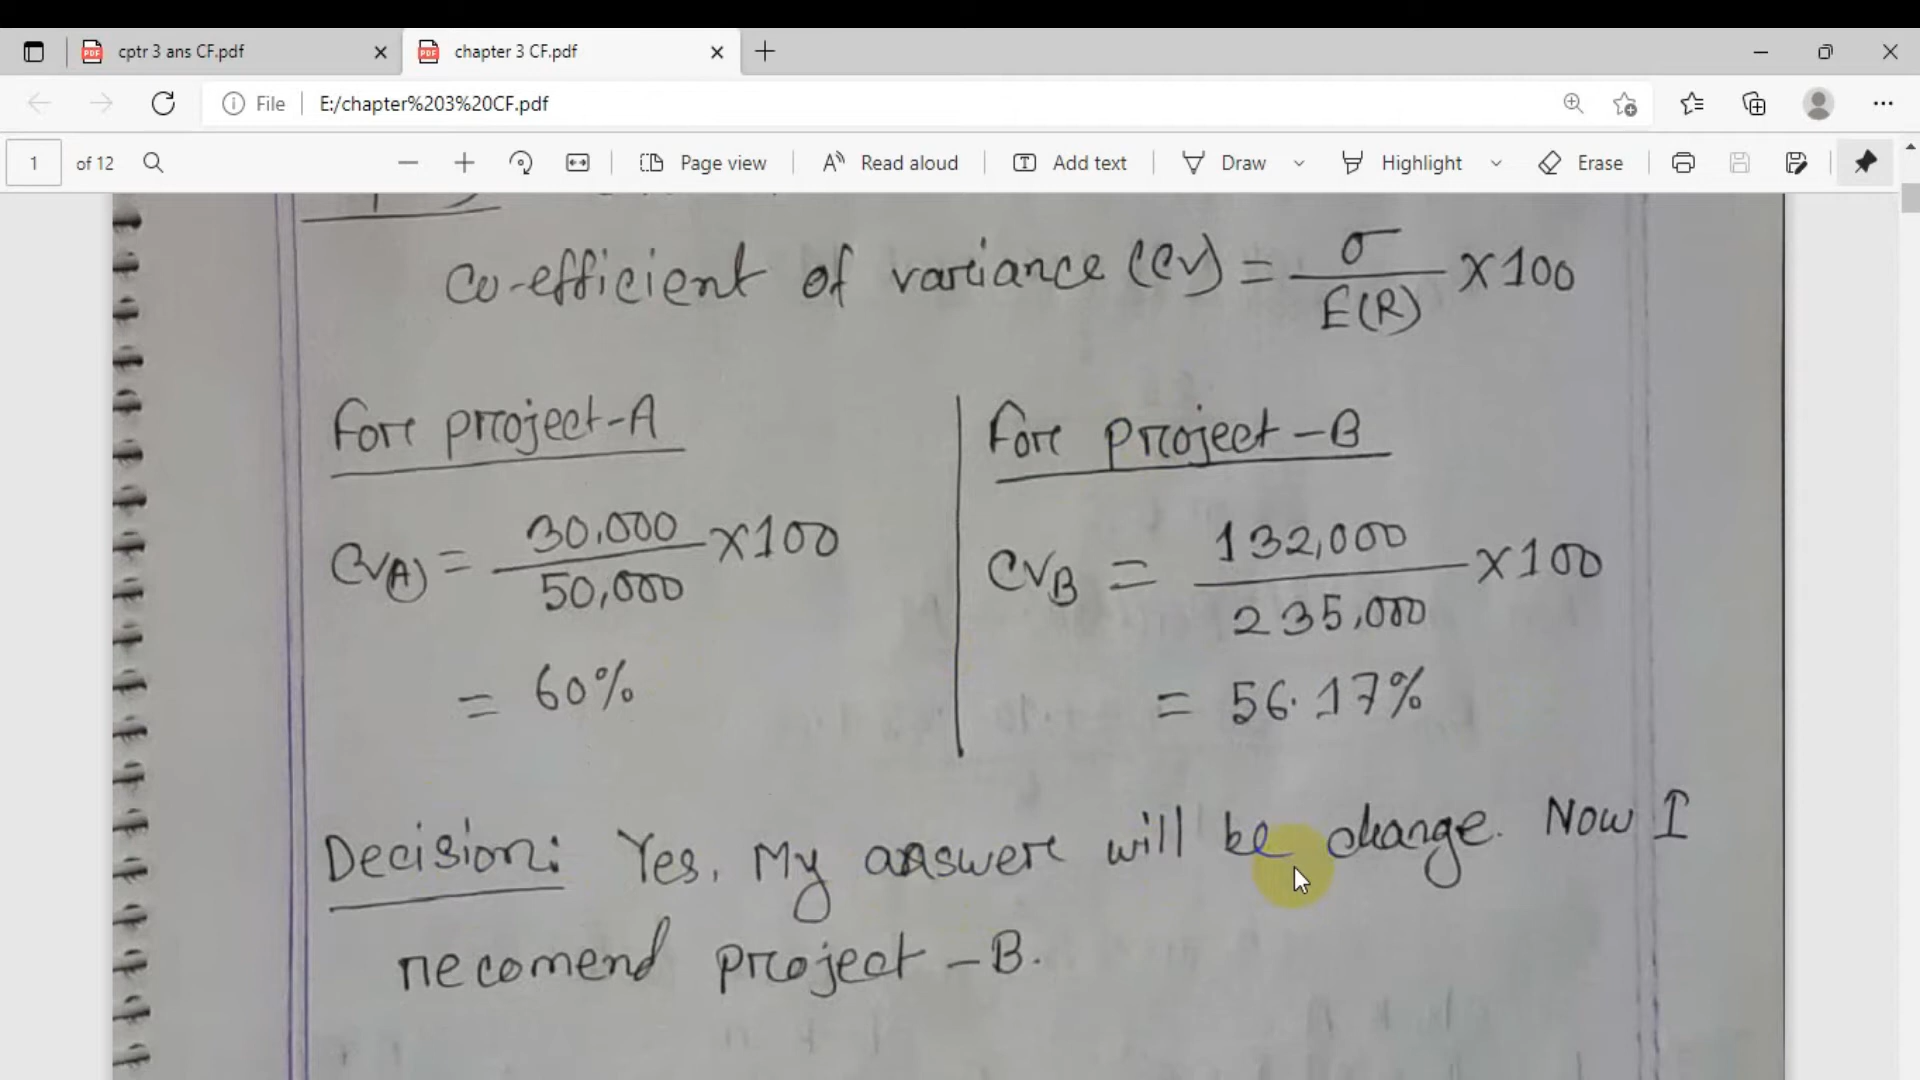 cptr 3 ans CF.pdf
chapter 3 CF.pdf
File
E:/chapter%203%20CF.pdf
1 of 12
Page view
Read aloud
Add text
Draw
Highlight
Erase
Co-efficient of variance (CV) = σ / E(R) × 100
For project-A
CV(A) = 30,000 / 50,000 × 100
= 60%
For project-B
CVB = 132,000 / 235,000 × 100
= 56.17%
Decision: Yes, My answere will be change. Now I
recomend project-B.